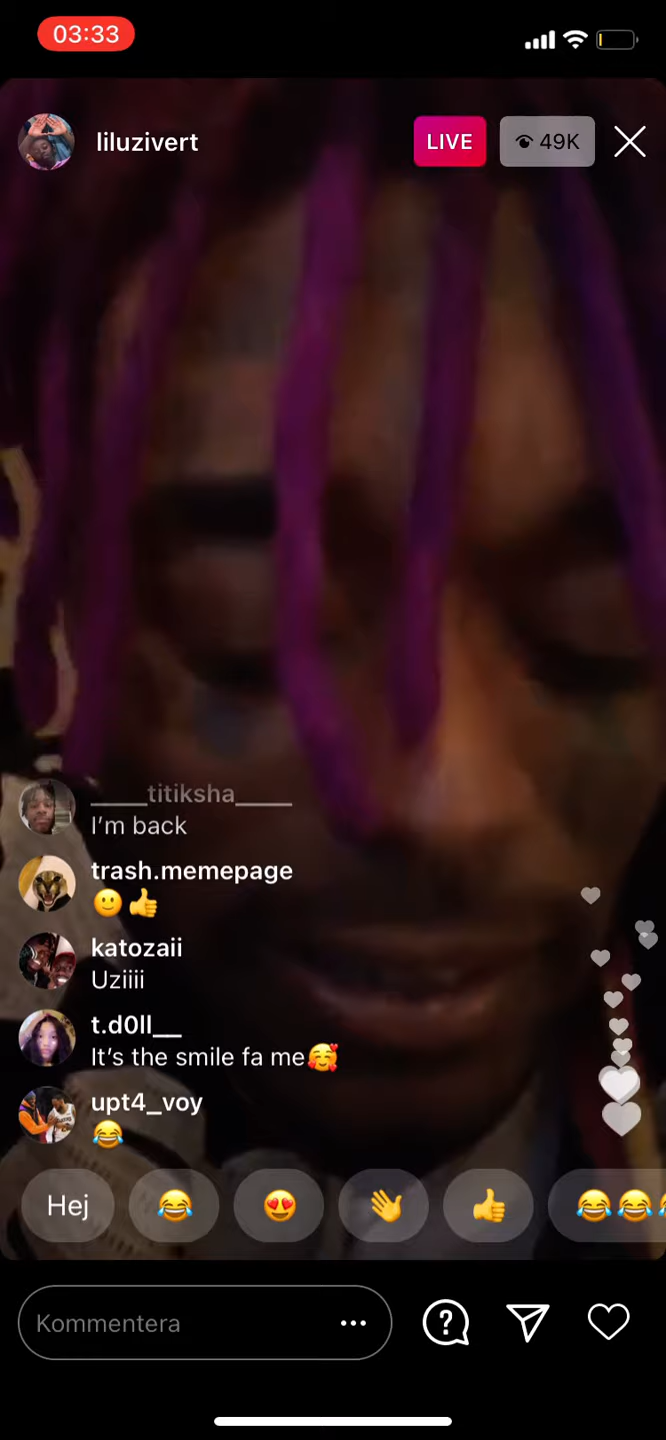 03:33
liluzivert
LIVE
49K
____titiksha____
I'm back
trash.memepage
🙂👍
katozaii
Uziiii
t.d0ll__
It's the smile fa me🥰
upt4_voy
😂
Hej 😂 😍 👋 👍 😂😂
Kommentera